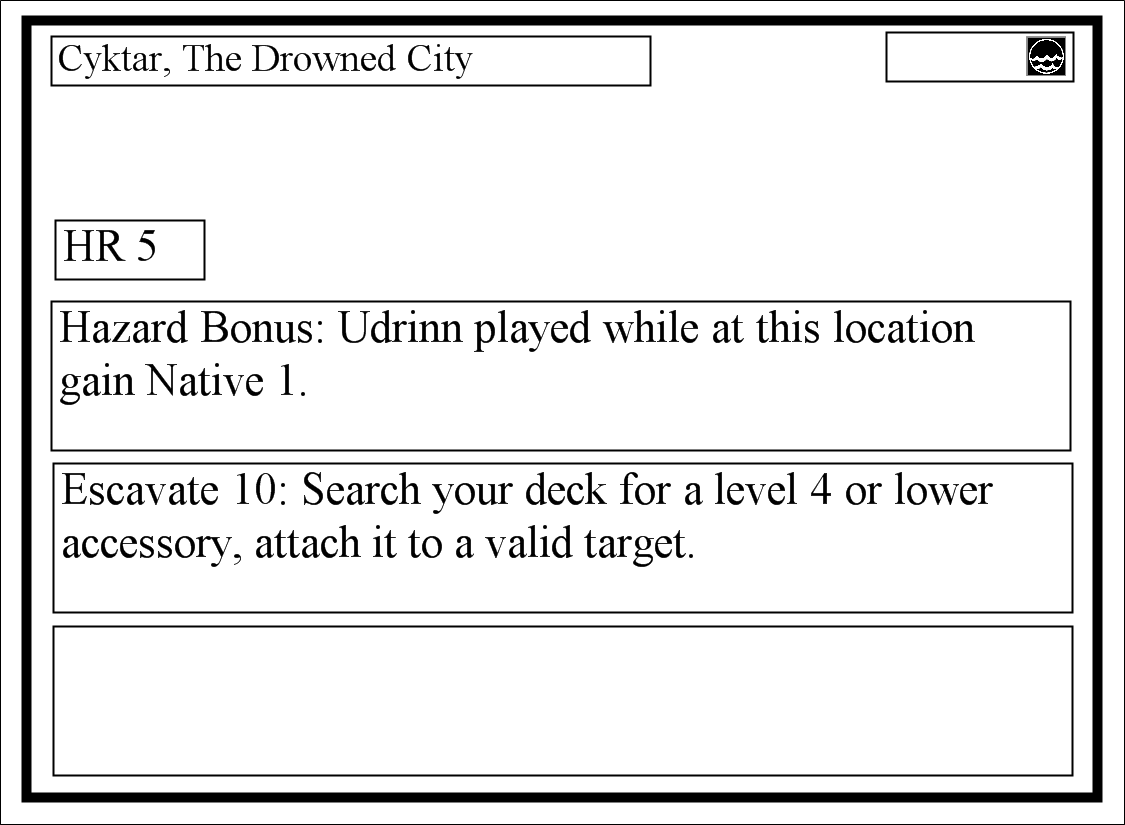 Cyktar, The Drowned City
HR 5
Hazard Bonus: Udrinn played while at this location
gain Native 1.
Escavate 10: Search your deck for a level 4 or lower
accessory, attach it to a valid target.